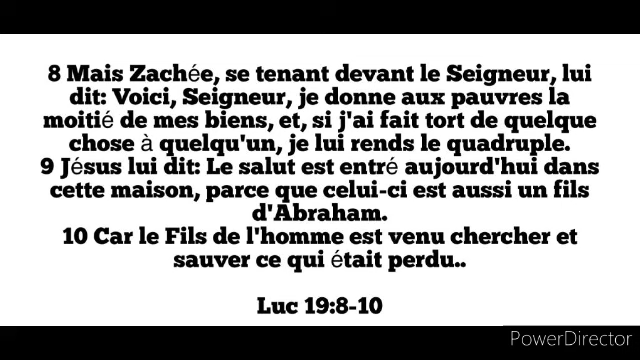 8 Mais Zachée, se tenant devant le Seigneur, lui
dit: Voici, Seigneur, je donne aux pauvres la
moitié de mes biens, et, si j'ai fait tort de quelque
chose à quelqu'un, je lui rends le quadruple.
9 Jésus lui dit: Le salut est entré aujourd'hui dans
cette maison, parce que celui-ci est aussi un fils
d'Abraham.
10 Car le Fils de l'homme est venu chercher et
sauver ce qui était perdu..
Luc 19:8-10
PowerDirector